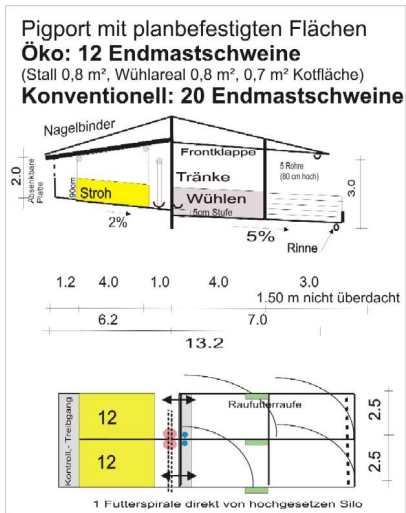 Pigport mit planbefestigten Flächen
Öko: 12 Endmastschweine
(Stall 0,8 m², Wühlareal 0,8 m², 0,7 m² Kotfläche)
Konventionell: 20 Endmastschweine
Nagelbinder
Frontklappe
5 Rohre
(80 cm hoch)
Tränke
2.0
Absenkbare
Platte
90cm
Stroh
Wühlen
5cm Stufe
3.0
2%
5%
Rinne
1.2 4.0 1.0 4.0 3.0
1.50 m nicht überdacht
6.2 7.0
13.2
Kontroll,- Treibgang
12
12
Raufutterraufe
2.5
2.5
1 Futterspirale direkt von hochgesetzen Silo